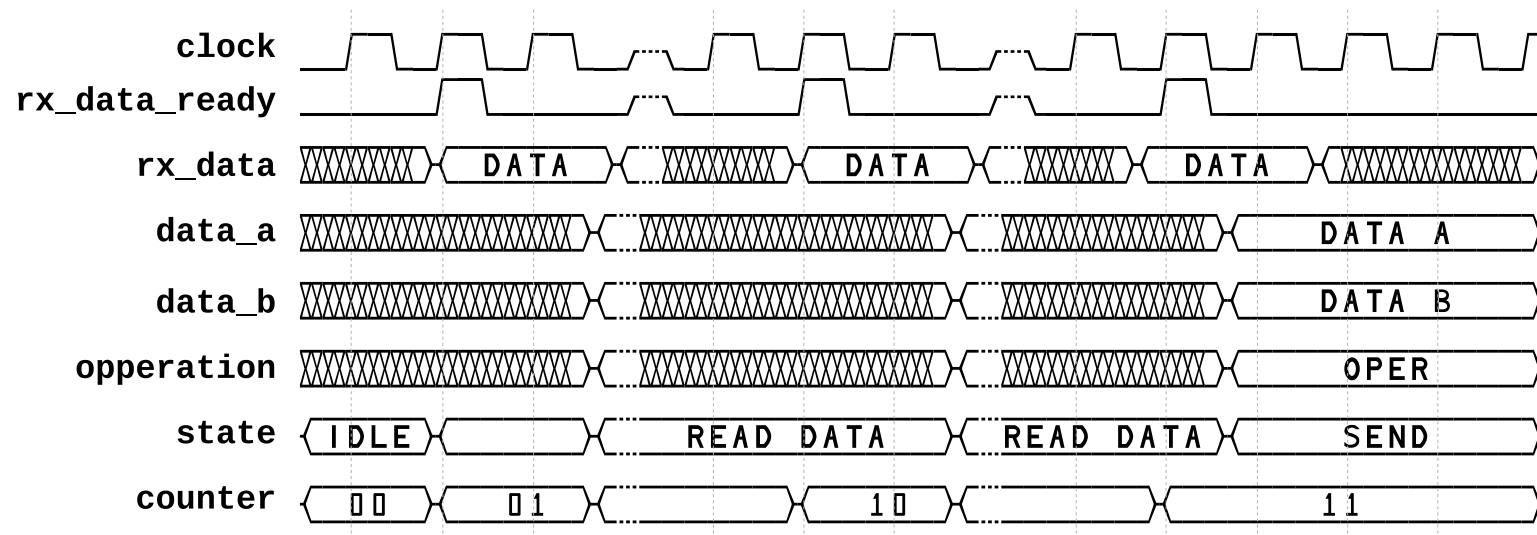 clock
rx_data_ready
rx_data DATA DATA DATA
data_a DATA A
data_b DATA B
opperation OPER
state IDLE READ DATA READ DATA SEND
counter 00 01 10 11